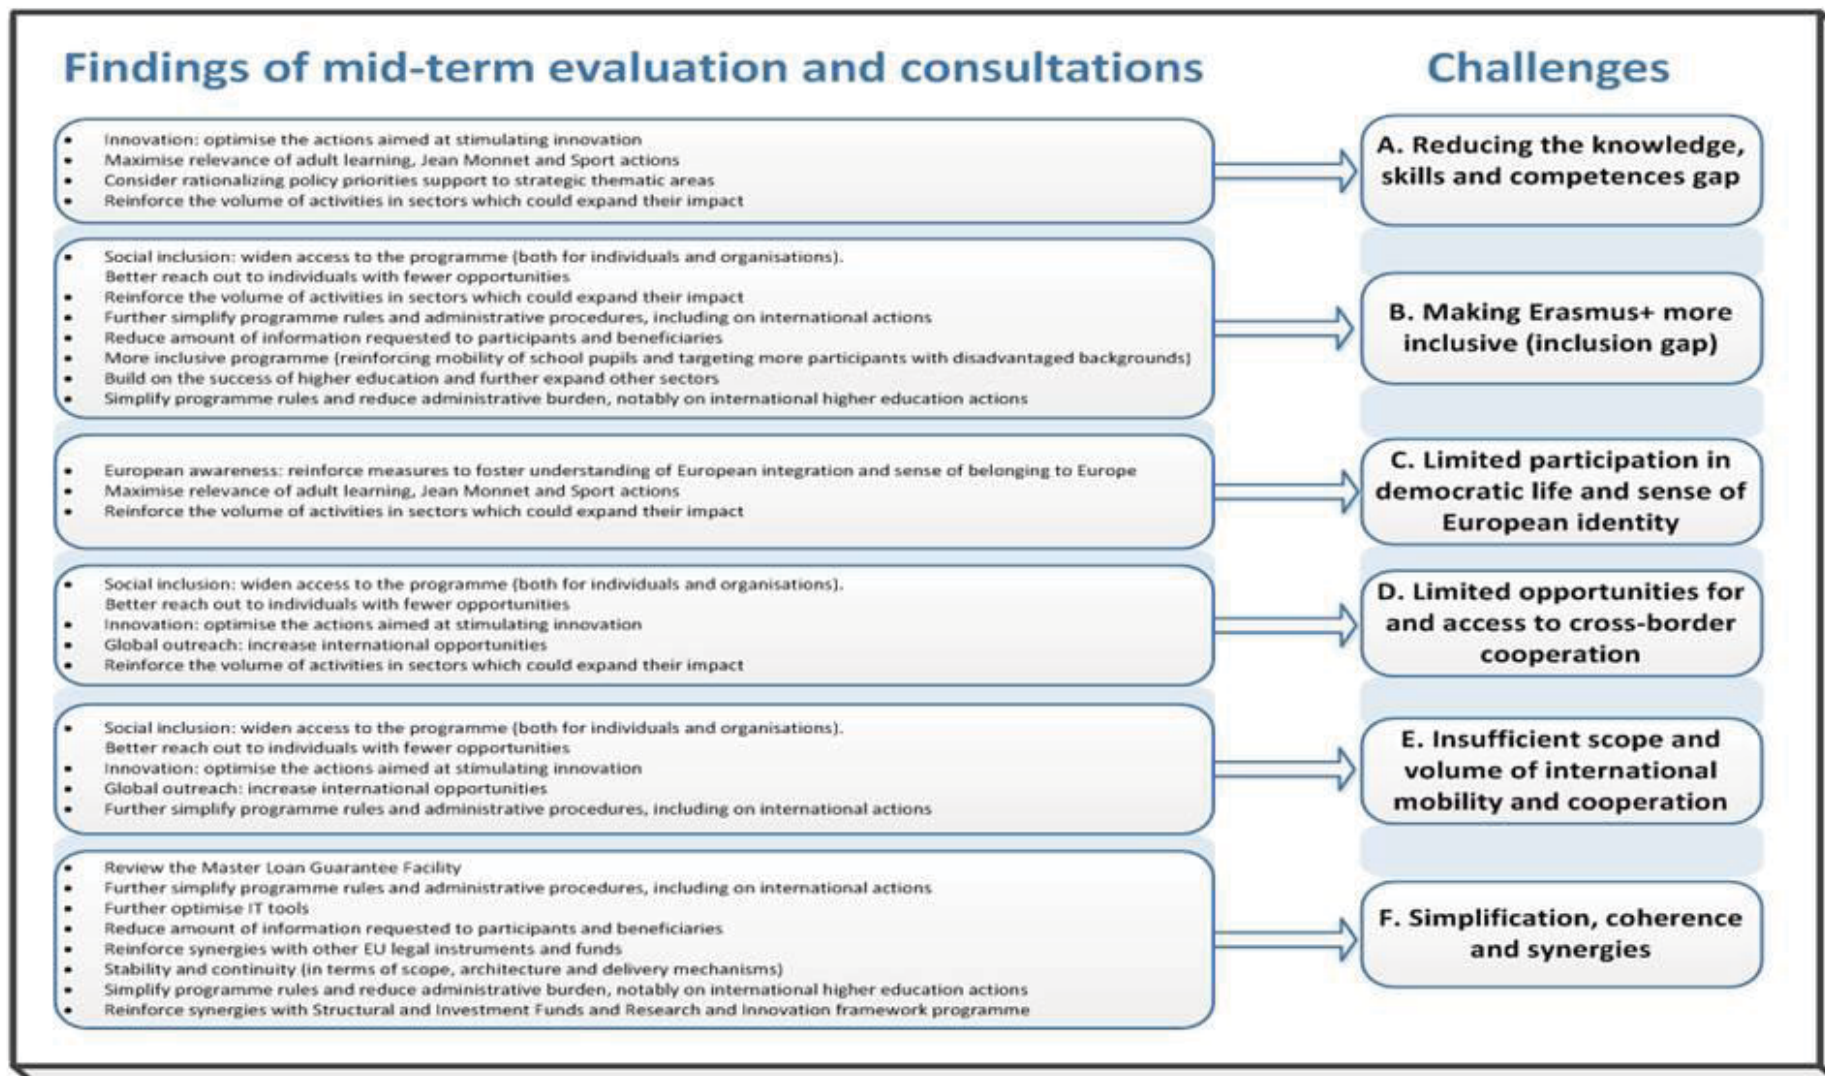 Findings of mid-term evaluation and consultations
Challenges
• Innovation: optimise the actions aimed at stimulating innovation
• Maximise relevance of adult learning, Jean Monnet and Sport actions
• Consider rationalizing policy priorities support to strategic thematic areas
• Reinforce the volume of activities in sectors which could expand their impact
A. Reducing the knowledge,
skills and competences gap
• Social inclusion: widen access to the programme (both for individuals and organisations).
Better reach out to individuals with fewer opportunities
• Reinforce the volume of activities in sectors which could expand their impact
• Further simplify programme rules and administrative procedures, including on international actions
• Reduce amount of information requested to participants and beneficiaries
• More inclusive programme (reinforcing mobility of school pupils and targeting more participants with disadvantaged backgrounds)
• Build on the success of higher education and further expand other sectors
• Simplify programme rules and reduce administrative burden, notably on international higher education actions
B. Making Erasmus+ more
inclusive (inclusion gap)
• European awareness: reinforce measures to foster understanding of European integration and sense of belonging to Europe
• Maximise relevance of adult learning, Jean Monnet and Sport actions
• Reinforce the volume of activities in sectors which could expand their impact
C. Limited participation in
democratic life and sense of
European identity
• Social inclusion: widen access to the programme (both for individuals and organisations).
Better reach out to individuals with fewer opportunities
• Innovation: optimise the actions aimed at stimulating innovation
• Global outreach: increase international opportunities
• Reinforce the volume of activities in sectors which could expand their impact
D. Limited opportunities for
and access to cross-border
cooperation
• Social inclusion: widen access to the programme (both for individuals and organisations).
Better reach out to individuals with fewer opportunities
• Innovation: optimise the actions aimed at stimulating innovation
• Global outreach: increase international opportunities
• Further simplify programme rules and administrative procedures, including on international actions
E. Insufficient scope and
volume of international
mobility and cooperation
• Review the Master Loan Guarantee Facility
• Further simplify programme rules and administrative procedures, including on international actions
• Further optimise IT tools
• Reduce amount of information requested to participants and beneficiaries
• Reinforce synergies with other EU legal instruments and funds
• Stability and continuity (in terms of scope, architecture and delivery mechanisms)
• Simplify programme rules and reduce administrative burden, notably on international higher education actions
• Reinforce synergies with Structural and Investment Funds and Research and Innovation framework programme
F. Simplification, coherence
and synergies